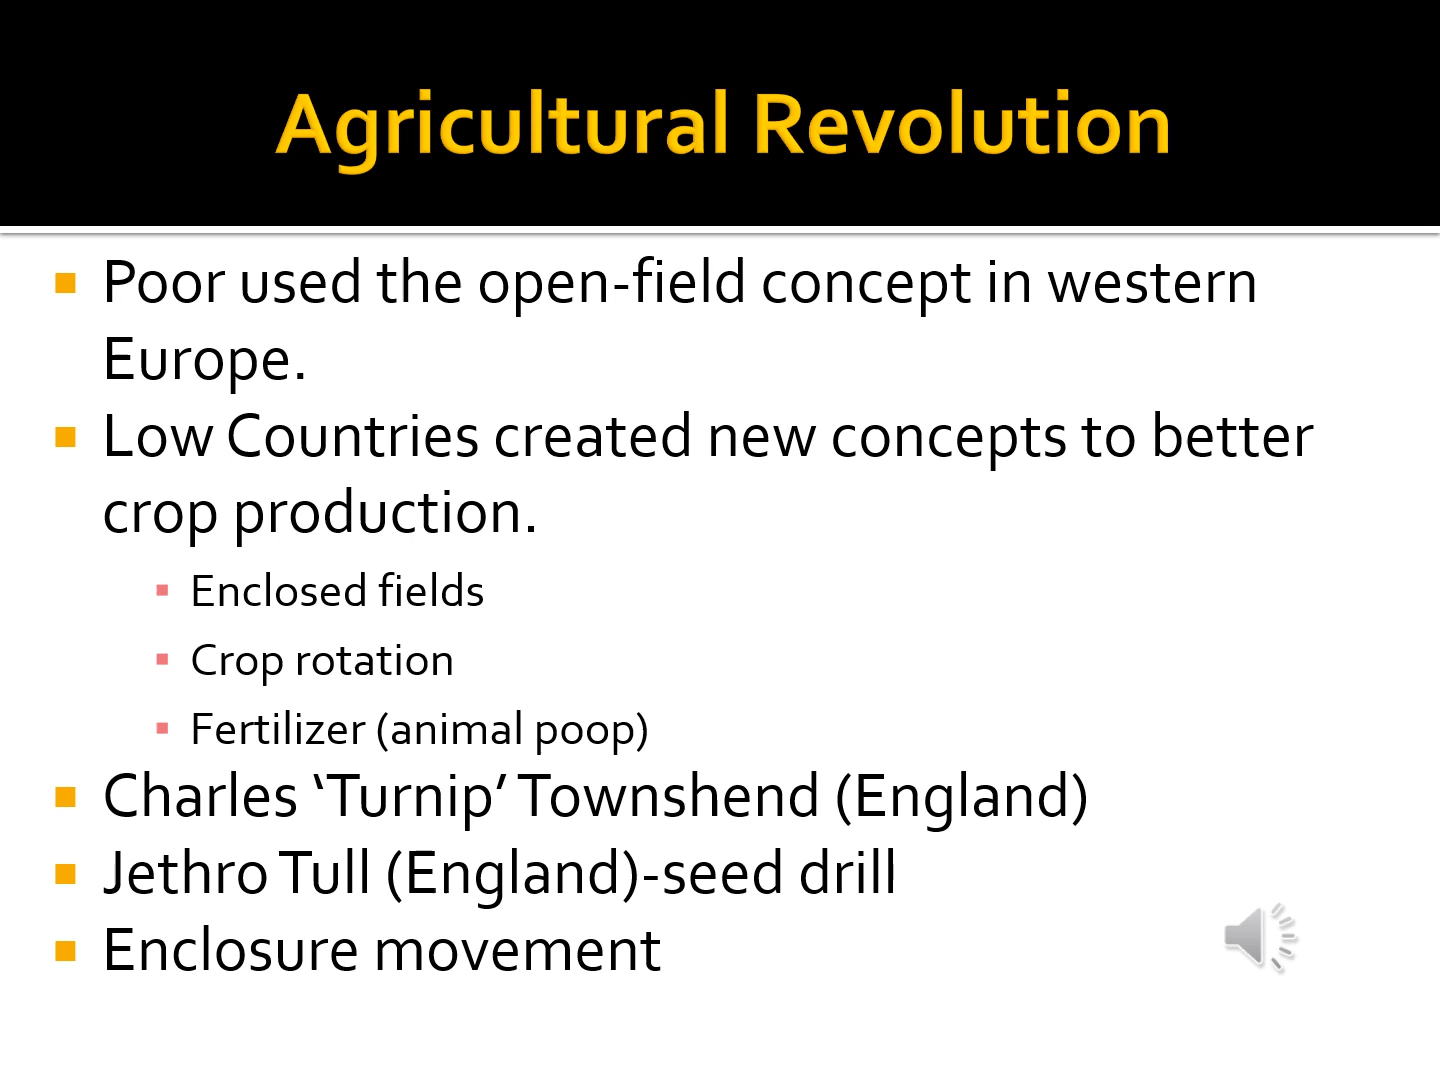 Agricultural Revolution
Poor used the open-field concept in western
Europe.
Low Countries created new concepts to better
crop production.
Enclosed fields
Crop rotation
Fertilizer (animal poop)
Charles ‘Turnip’ Townshend (England)
Jethro Tull (England)-seed drill
Enclosure movement